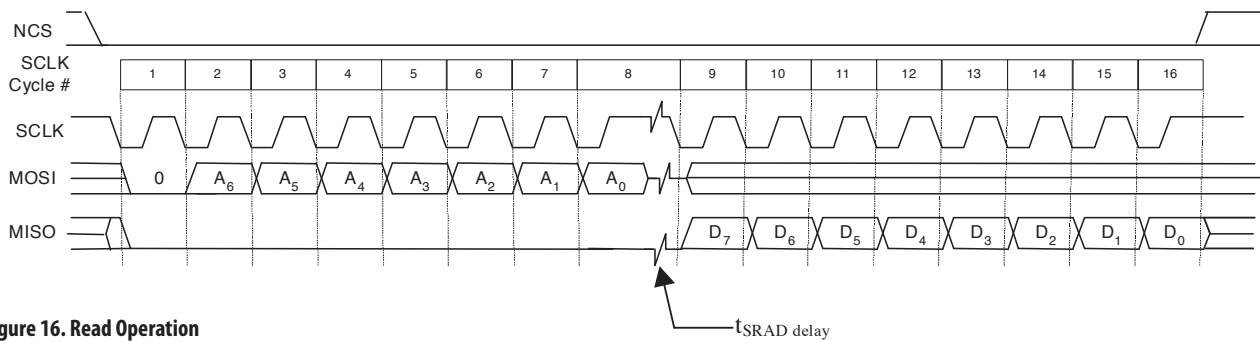 NCS
SCLK
Cycle #
1 2 3 4 5 6 7 8 9 10 11 12 13 14 15 16
SCLK
MOSI 0 A6 A5 A4 A3 A2 A1 A0
MISO D7 D6 D5 D4 D3 D2 D1 D0
tSRAD delay
gure 16. Read Operation